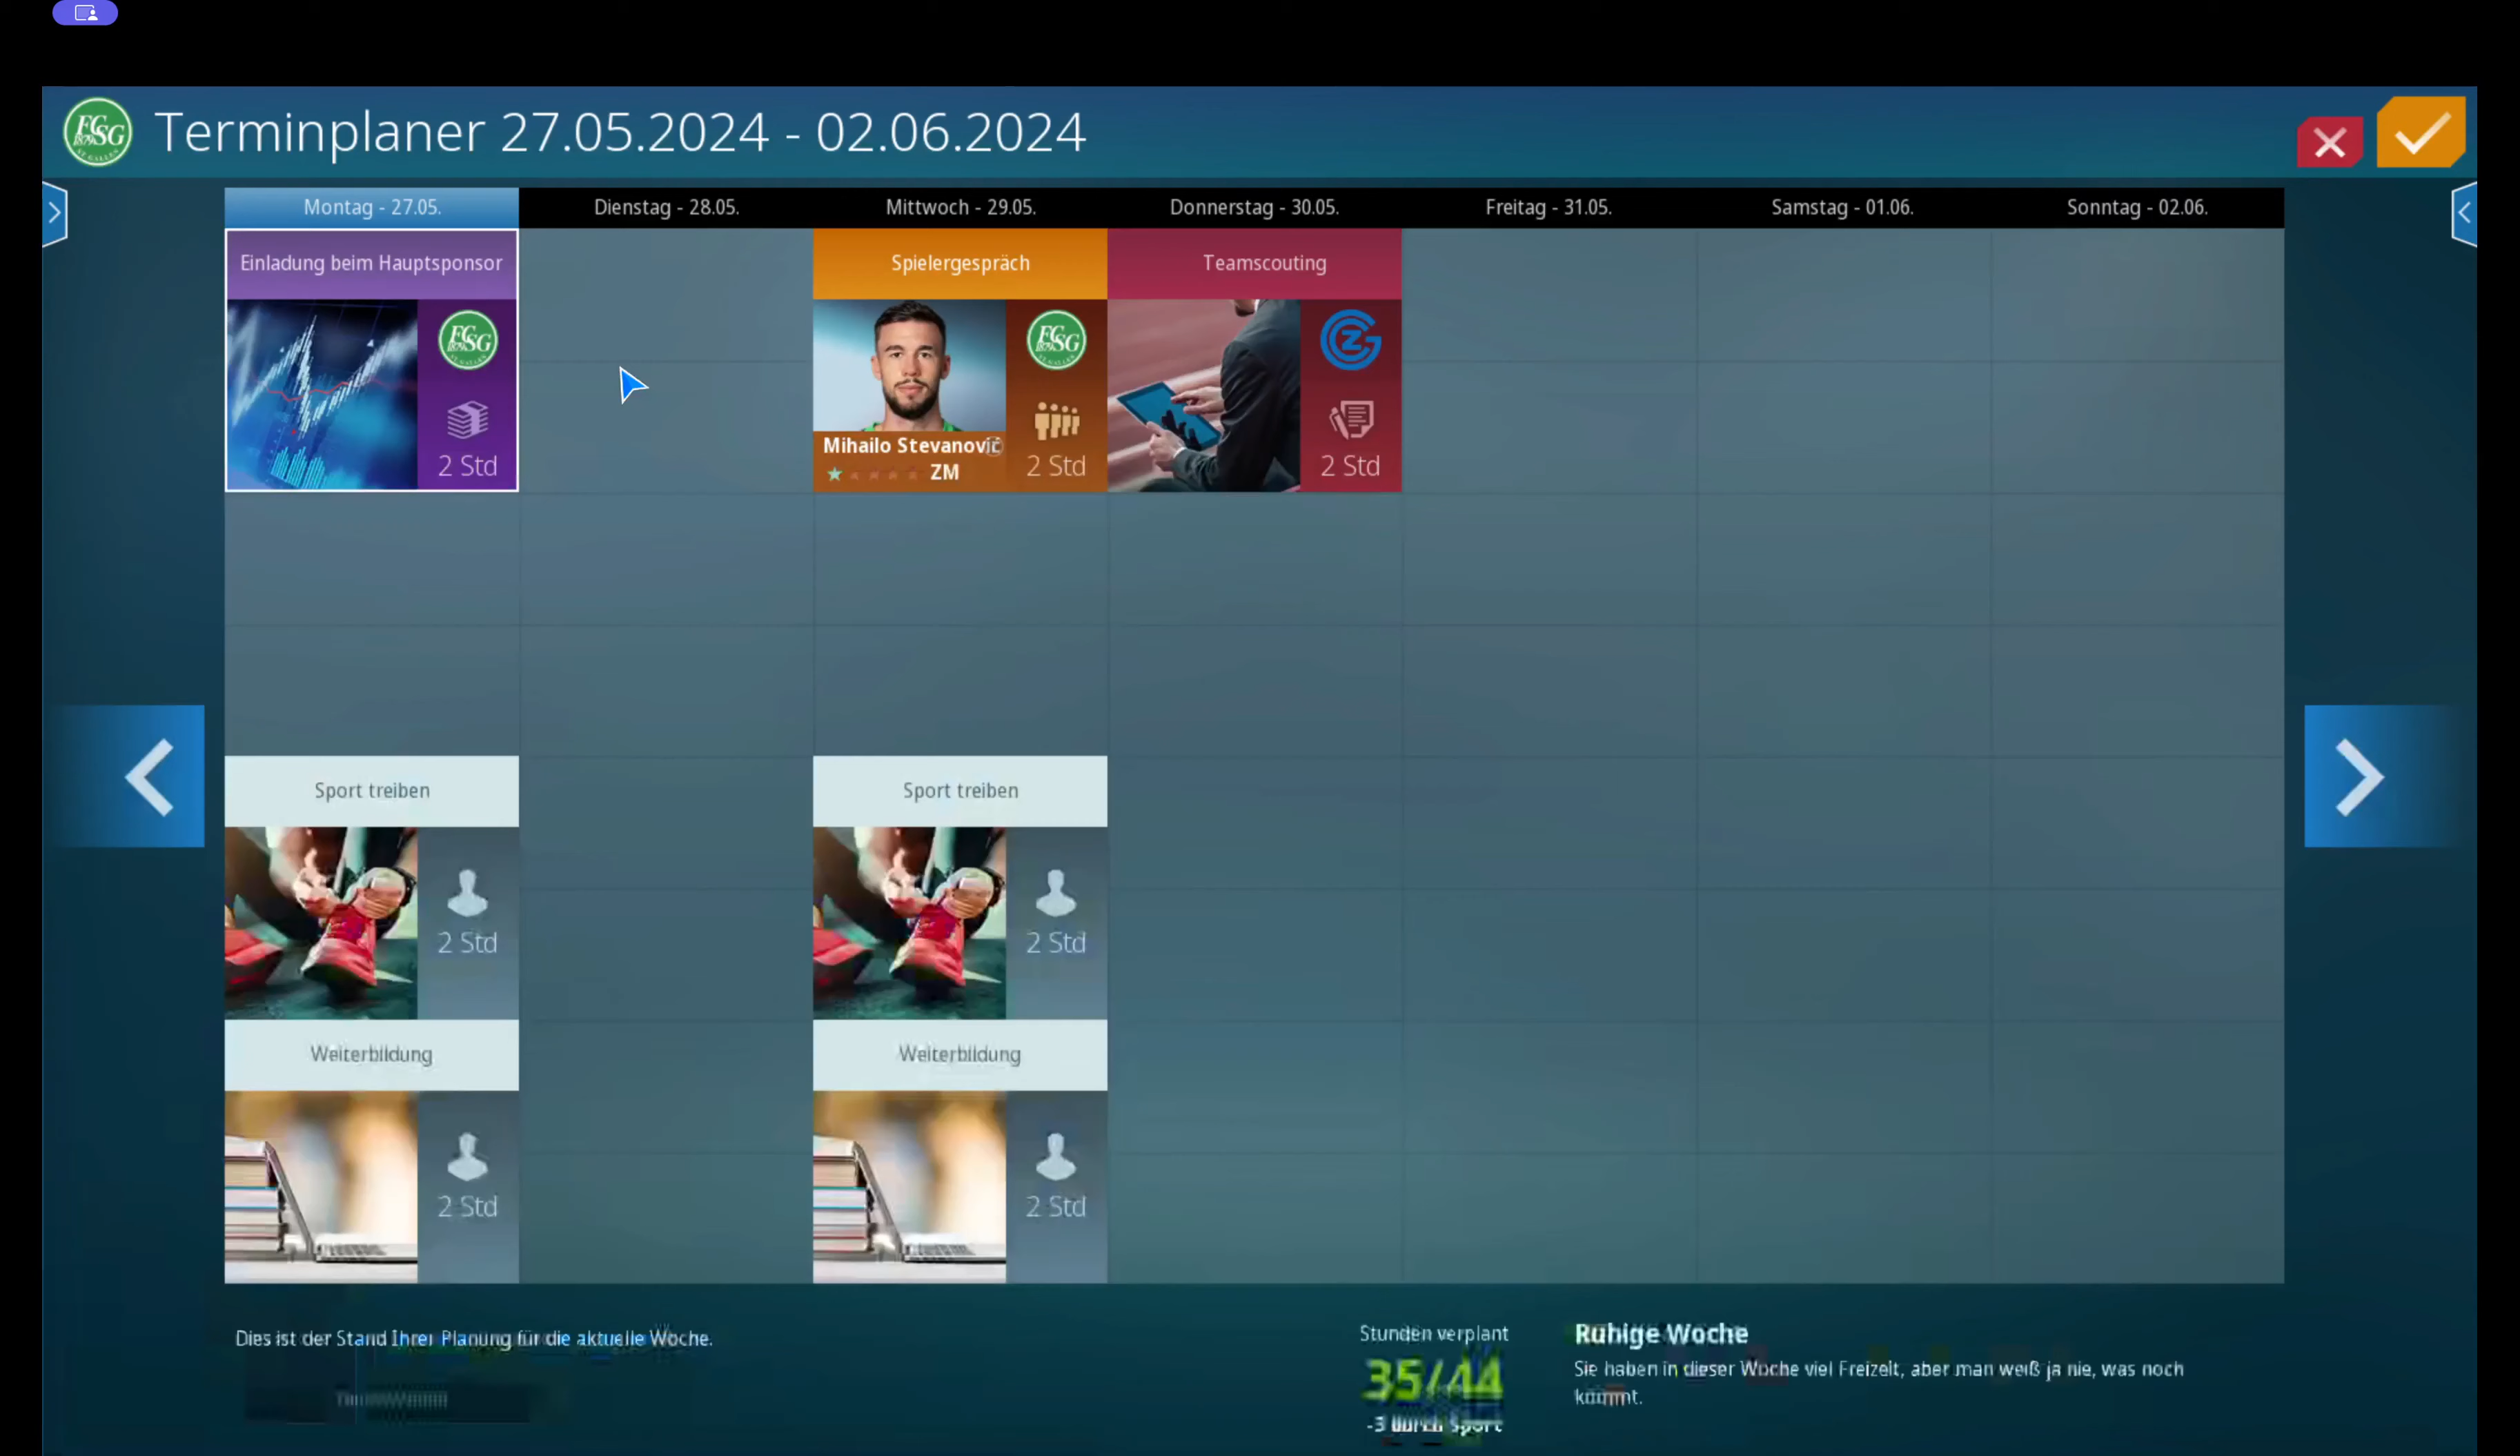 Terminplaner 27.05.2024 - 02.06.2024
Montag - 27.05.
Dienstag - 28.05.
Mittwoch - 29.05.
Donnerstag - 30.05.
Freitag - 31.05.
Samstag - 01.06.
Sonntag - 02.06.
Einladung beim Hauptsponsor
2 Std
Spielergespräch
Mihailo Stevanović
ZM
2 Std
Teamscouting
2 Std
Sport treiben
2 Std
Sport treiben
2 Std
Weiterbildung
2 Std
Weiterbildung
2 Std
Dies ist der Stand Ihrer Planung für die aktuelle Woche.
Stunden verplant
35/44
-3 durch Sport
Ruhige Woche
Sie haben in dieser Woche viel Freizeit, aber man weiß ja nie, was noch
kommt.